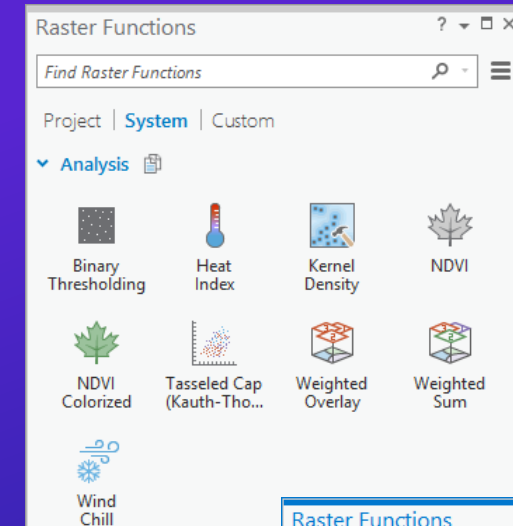 Raster Functions
Find Raster Functions
Project | System | Custom
Analysis
Binary Thresholding
Heat Index
Kernel Density
NDVI
NDVI Colorized
Tasseled Cap (Kauth-Tho...
Weighted Overlay
Weighted Sum
Wind Chill
Raster Functions